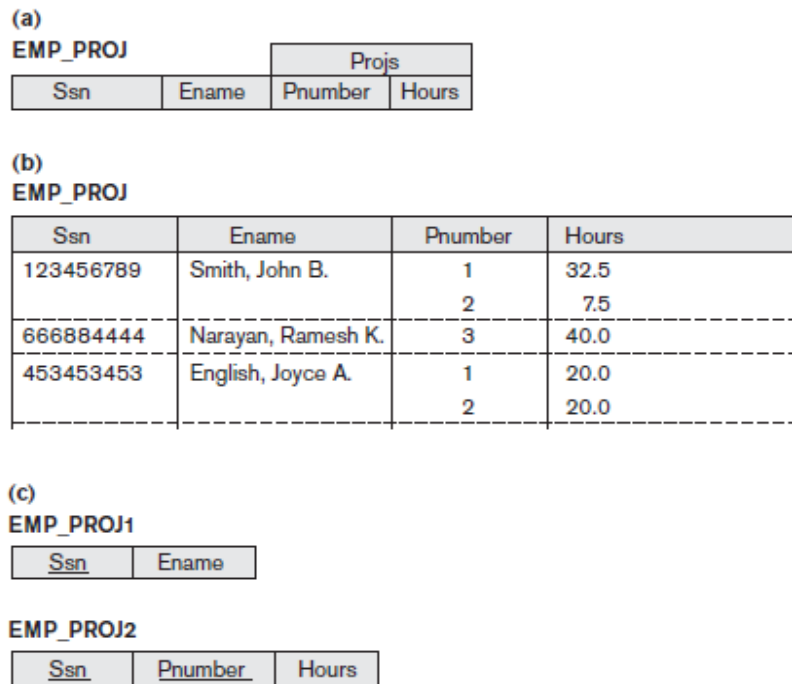 (a)
EMP_PROJ
Projs
Ssn Ename Pnumber Hours
(b)
EMP_PROJ
Ssn Ename Pnumber Hours
123456789 Smith, John B. 1 32.5
2 7.5
666884444 Narayan, Ramesh K. 3 40.0
453453453 English, Joyce A. 1 20.0
2 20.0
(c)
EMP_PROJ1
Ssn Ename
EMP_PROJ2
Ssn Pnumber Hours